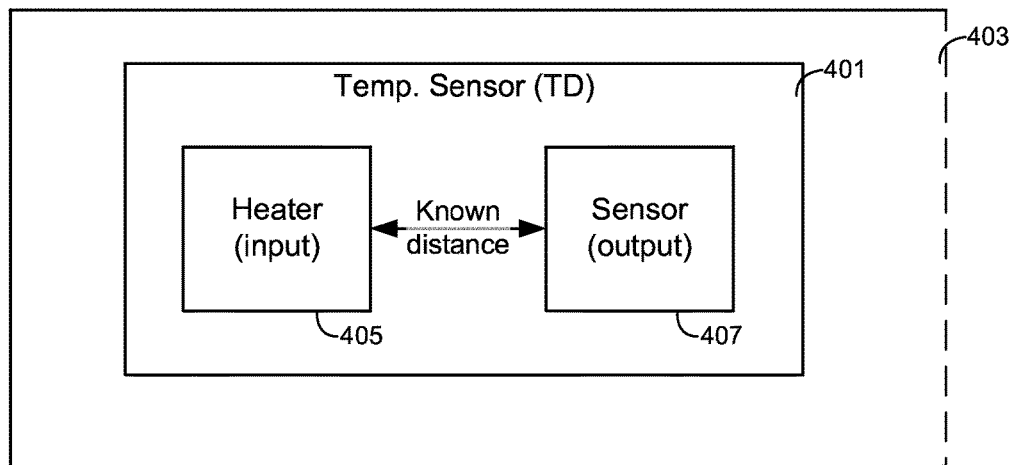 403
401
Temp. Sensor (TD)
Heater
(input)
Known
distance
Sensor
(output)
405
407